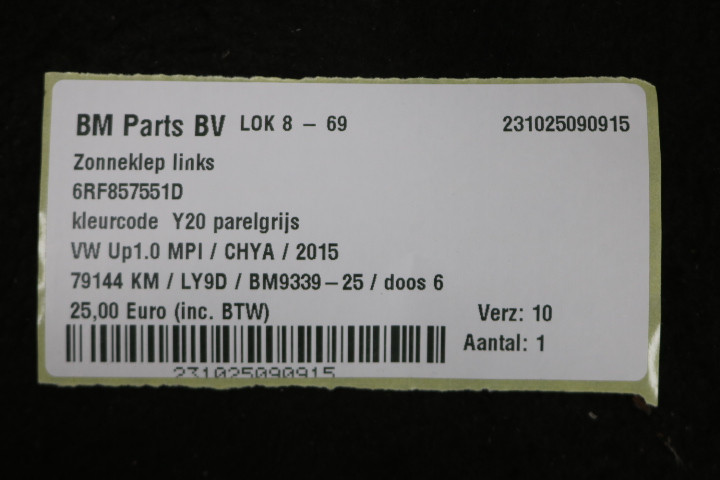 BM Parts BV LOK 8 – 69 231025090915
Zonneklep links
6RF857551D
kleurcode Y20 parelgrijs
VW Up1.0 MPI / CHYA / 2015
79144 KM / LY9D / BM9339–25 / doos 6
25,00 Euro (inc. BTW) Verz: 10
Aantal: 1
231025090915